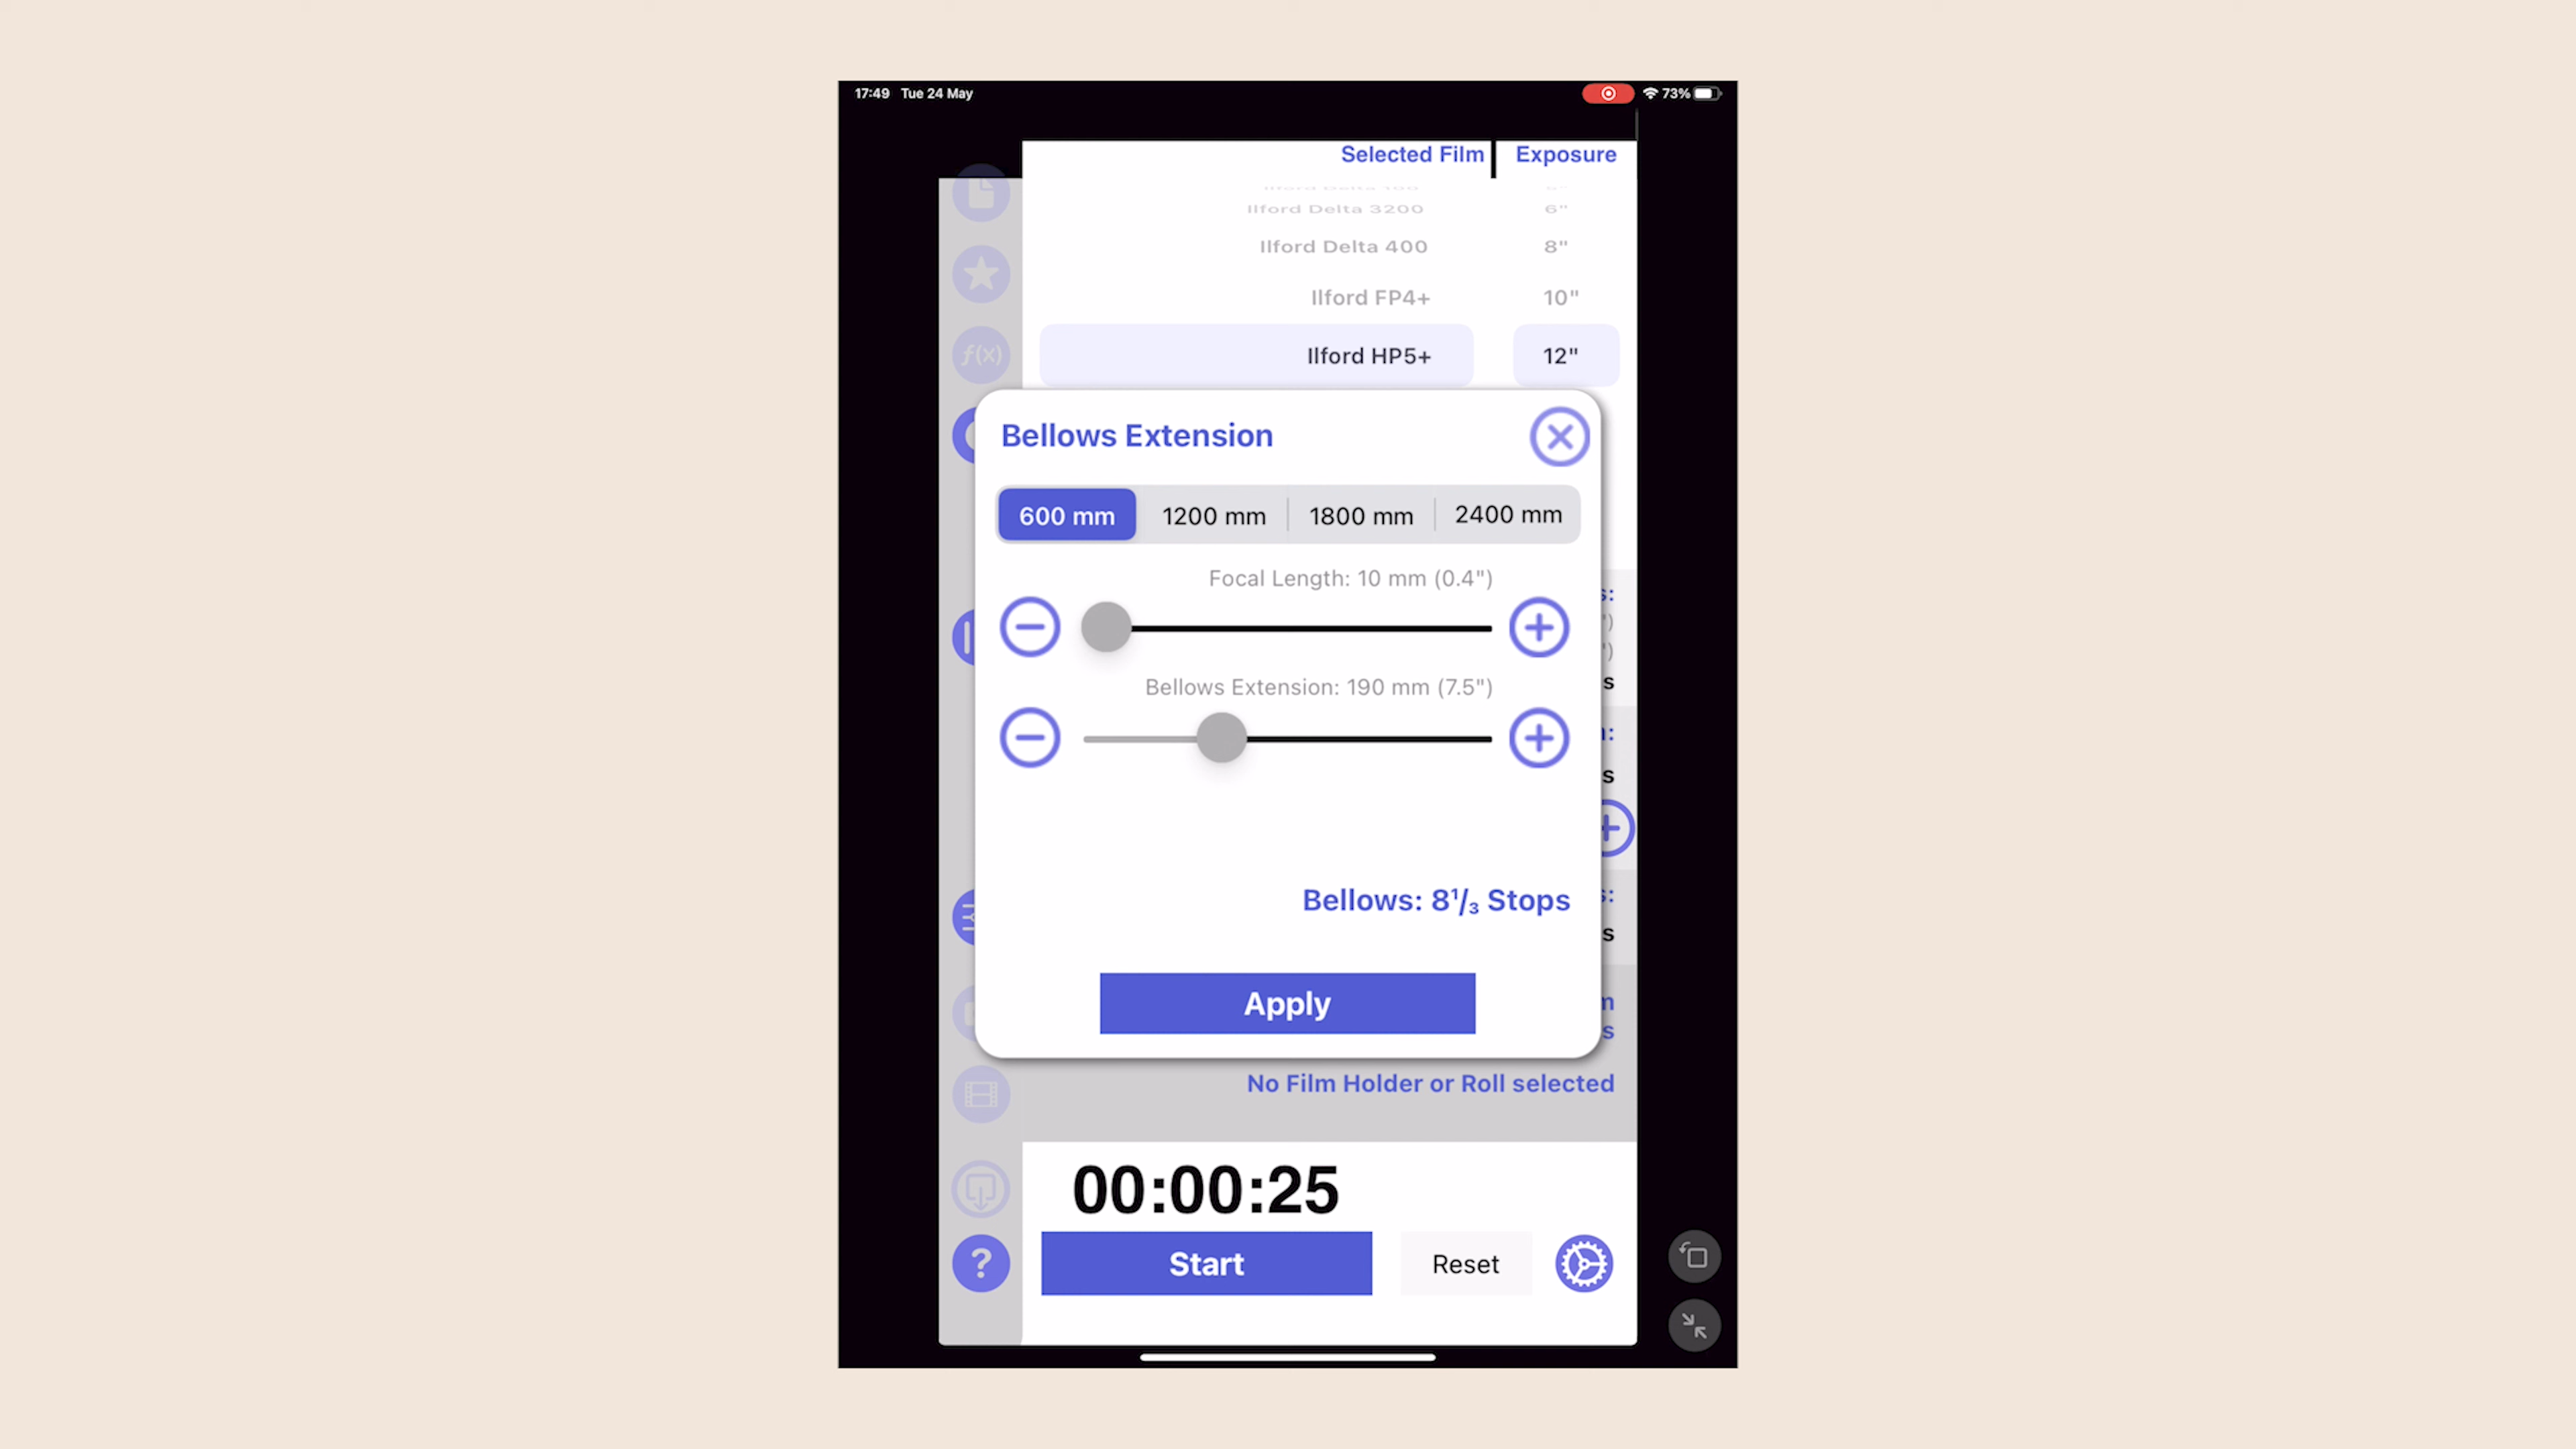 17:49 Tue 24 May
73%
Selected Film Exposure
Ilford Delta 3200 6"
Ilford Delta 400 8"
Ilford FP4+ 10"
f(x) Ilford HP5+ 12"
Bellows Extension
600 mm 1200 mm 1800 mm 2400 mm
Focal Length: 10 mm (0.4")
s:
")
Bellows Extension: 190 mm (7.5")
")
s
:
s
Bellows: 8¹/₃ Stops
s:
s
Apply
s
No Film Holder or Roll selected
00:00:25
? Start Reset